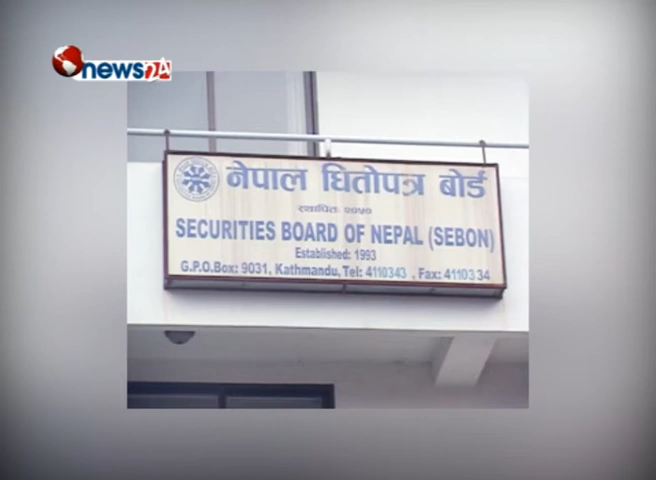 news24
नेपाल धितोपत्र बोर्ड
स्थापितः २०५०
SECURITIES BOARD OF NEPAL (SEBON)
Established: 1993
G.P.O.Box: 9031, Kathmandu, Tel: 4110343 , Fax: 4110334